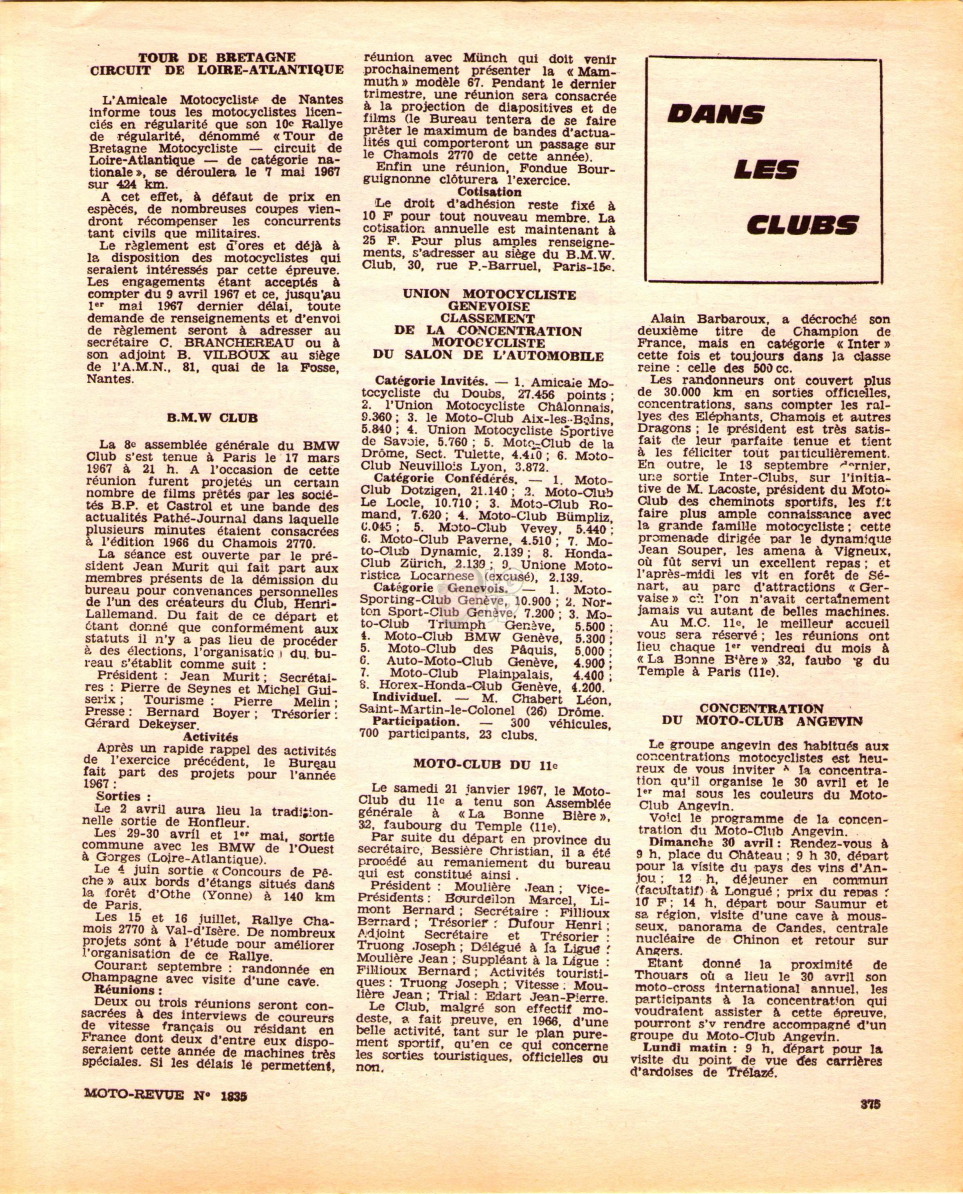 TOUR DE BRETAGNE
CIRCUIT DE LOIRE-ATLANTIQUE
L'Amicale Motocycliste de Nantes
informe tous les motocyclistes licen-
ciés en régularité que son 10e Rallye
de régularité, dénommé « Tour de
Bretagne Motocycliste — circuit de
Loire-Atlantique — de catégorie na-
tionale », se déroulera le 7 mai 1967
sur 424 km.
A cet effet, à défaut de prix en
espèces, de nombreuses coupes vien-
dront récompenser les concurrents
tant civils que militaires.
Le règlement est d'ores et déjà à
la disposition des motocyclistes qui
seraient intéressés par cette épreuve.
Les engagements étant acceptés à
compter du 9 avril 1967 et ce, jusqu'au
1er mai 1967 dernier délai, toute
demande de renseignements et d'envoi
de règlement seront à adresser au
secrétaire C. BRANCHEREAU ou à
son adjoint B. VILBOUX au siège
de l'A.M.N., 81, quai de la Fosse,
Nantes.
B.M.W CLUB
La 8e assemblée générale du BMW
Club s'est tenue à Paris le 17 mars
1967 à 21 h. A l'occasion de cette
réunion furent projetés un certain
nombre de films prêtés par les socié-
tés B.P. et Castrol et une bande des
actualités Pathé-Journal dans laquelle
plusieurs minutes étaient consacrées
à l'édition 1966 du Chamois 2770.
La séance est ouverte par le pré-
sident Jean Murit qui fait part aux
membres présents de la démission du
bureau pour convenances personnelles
de l'un des créateurs du Club, Henri-
Lallemand. Du fait de ce départ et
étant donné que conformément aux
statuts il n'y a pas lieu de procéder
à des élections, l'organisatio du bu-
reau s'établit comme suit :
Président : Jean Murit ; Secrétai-
res : Pierre de Seynes et Michel Gui-
serix ; Tourisme : Pierre Melin ;
Presse : Bernard Boyer ; Trésorier :
Gérard Dekeyser.
Activités
Après un rapide rappel des activités
de l'exercice précédent, le Bureau
fait part des projets pour l'année
1967 :
Sorties :
Le 2 avril aura lieu la tradition-
nelle sortie de Honfleur.
Les 29-30 avril et 1er mai, sortie
commune avec les BMW de l'Ouest
à Gorges (Loire-Atlantique).
Le 4 juin sortie « Concours de Pê-
che » aux bords d'étangs situés dans
la forêt d'Othe (Yonne) à 140 km
de Paris.
Les 15 et 16 juillet, Rallye Cha-
mois 2770 à Val-d'Isère. De nombreux
projets sont à l'étude pour améliorer
l'organisation de ce Rallye.
Courant septembre : randonnée en
Champagne avec visite d'une cave.
Réunions :
Deux ou trois réunions seront con-
sacrées à des interviews de coureurs
de vitesse français ou résidant en
France dont deux d'entre eux dispo-
seraient cette année de machines très
spéciales. Si les délais le permettent,
réunion avec Münch qui doit venir
prochainement présenter la « Mam-
muth » modèle 67. Pendant le dernier
trimestre, une réunion sera consacrée
à la projection de diapositives et de
films (le Bureau tentera de se faire
prêter le maximum de bandes d'actua-
lités qui comporteront un passage sur
le Chamois 2770 de cette année).
Enfin une réunion, Fondue Bour-
guignonne clôturera l'exercice.
Cotisation
Le droit d'adhésion reste fixé à
10 F pour tout nouveau membre. La
cotisation annuelle est maintenant à
25 F. Pour plus amples renseigne-
ments, s'adresser au siège du B.M.W.
Club, 30, rue P.-Barruel, Paris-15e.
UNION MOTOCYCLISTE
GENEVOISE
CLASSEMENT
DE LA CONCENTRATION
MOTOCYCLISTE
DU SALON DE L'AUTOMOBILE
Catégorie Invités. — 1. Amicale Mo-
tocycliste du Doubs, 27.456 points ;
2. l'Union Motocycliste Châlonnais,
9.360 ; 3. le Moto-Club Aix-les-Bains,
5.840 ; 4. Union Motocycliste Sportive
de Savoie, 5.760 ; 5. Moto-Club de la
Drôme, Sect. Tulette, 4.410 ; 6. Moto-
Club Neuvillois Lyon, 3.872.
Catégorie Confédérés. — 1. Moto-
Club Dotzigen, 21.140 ; 2. Moto-Club
Le Locle, 10.710 ; 3. Moto-Club Ro-
mand, 7.620 ; 4. Moto-Club Bümpliz,
6.045 ; 5. Moto-Club Vevey, 5.440 ;
6. Moto-Club Paverne, 4.510 ; 7. Mo-
to-Club Dynamic, 2.139 ; 8. Honda-
Club Zürich, 2.139 ; 9. Unione Moto-
ristica Locarnese (excusé), 2.139.
Catégorie Genevois. — 1. Moto-
Sporting-Club Genève, 10.900 ; 2. Nor-
ton Sport-Club Genève, 7.200 ; 3. Mo-
to-Club Triumph Genève, 5.500 ;
4. Moto-Club BMW Genève, 5.300 ;
5. Moto-Club des Pâquis, 5.000 ;
6. Auto-Moto-Club Genève, 4.900 ;
7. Moto-Club Plainpalais, 4.400 ;
8. Horex-Honda-Club Genève, 4.200.
Individuel. — M. Chabert Léon,
Saint-Martin-le-Colonel (26) Drôme.
Participation. — 300 véhicules,
700 participants, 23 clubs.
MOTO-CLUB DU 11e
Le samedi 21 janvier 1967, le Moto-
Club du 11e a tenu son Assemblée
générale à « La Bonne Bière »,
32, faubourg du Temple (11e).
Par suite du départ en province du
secrétaire, Bessière Christian, il a été
procédé au remaniement du bureau
qui est constitué ainsi.
Président : Moulière Jean ; Vice-
Présidents : Bourdeillon Marcel, Li-
mont Bernard ; Secrétaire : Fillioux
Bernard ; Trésorier : Dufour Henri ;
Adjoint Secrétaire et Trésorier :
Truong Joseph ; Délégué à la Ligue :
Moulière Jean ; Suppléant à la Ligue :
Fillioux Bernard ; Activités touristi-
ques : Truong Joseph ; Vitesse : Mou-
lière Jean ; Trial : Edart Jean-Pierre.
Le Club, malgré son effectif mo-
deste, a fait preuve, en 1966, d'une
belle activité, tant sur le plan pure-
ment sportif, qu'en ce qui concerne
les sorties touristiques, officielles ou
non.
DANS
LES
CLUBS
Alain Barbaroux, a décroché son
deuxième titre de Champion de
France, mais en catégorie « Inter »
cette fois et toujours dans la classe
reine : celle des 500 cc.
Les randonneurs ont couvert plus
de 30.000 km en sorties officielles,
concentrations, sans compter les ral-
lyes des Eléphants, Chamois et autres
Dragons ; le président est très satis-
fait de leur parfaite tenue et tient
à les féliciter tout particulièrement.
En outre, le 18 septembre dernier,
une sortie Inter-Clubs, sur l'initia-
tive de M. Lacoste, président du Moto-
Club des cheminots sportifs, les fit
faire plus ample connaissance avec
la grande famille motocycliste ; cette
promenade dirigée par le dynamique
Jean Souper, les amena à Vigneux,
où fût servi un excellent repas ; et
l'après-midi les vit en forêt de Sé-
nart, au parc d'attractions « Ger-
vaise » où l'on n'avait certainement
jamais vu autant de belles machines.
Au M.C. 11e, le meilleur accueil
vous sera réservé ; les réunions ont
lieu chaque 1er vendredi du mois à
« La Bonne Bière » 32, faubo g du
Temple à Paris (11e).
CONCENTRATION
DU MOTO-CLUB ANGEVIN
Le groupe angevin des habitués aux
concentrations motocyclistes est heu-
reux de vous inviter à la concentra-
tion qu'il organise le 30 avril et le
1er mai sous les couleurs du Moto-
Club Angevin.
Voici le programme de la concen-
tration du Moto-Club Angevin.
Dimanche 30 avril : Rendez-vous à
9 h, place du Château ; 9 h 30, départ
pour la visite du pays des vins d'An-
jou ; 12 h, déjeuner en commun
(facultatif) à Longué ; prix du repas :
10 F ; 14 h, départ pour Saumur et
sa région, visite d'une cave à mous-
seux, panorama de Candes, centrale
nucléaire de Chinon et retour sur
Angers.
Etant donné la proximité de
Thouars où a lieu le 30 avril son
moto-cross international annuel, les
participants à la concentration qui
voudraient assister à cette épreuve,
pourront s'y rendre accompagné d'un
groupe du Moto-Club Angevin.
Lundi matin : 9 h, départ pour la
visite du point de vue des carrières
d'ardoises de Trélazé.
MOTO-REVUE N° 1835
375